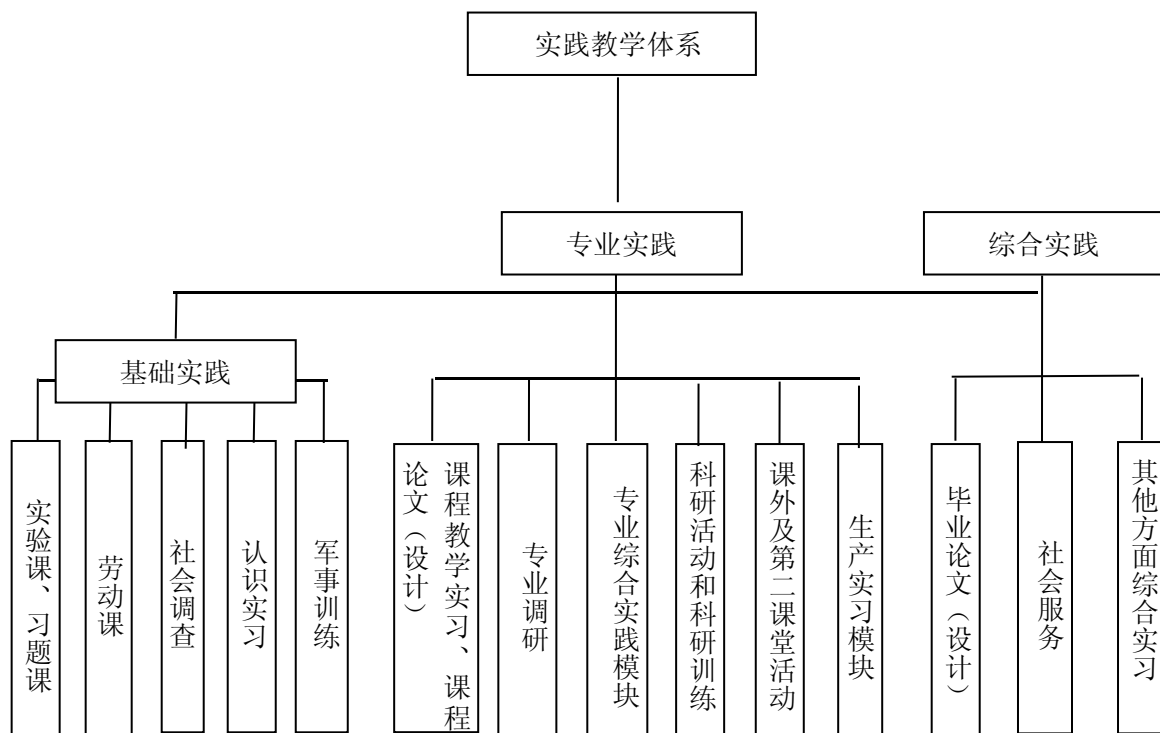 实践教学体系
专业实践
综合实践
基础实践
实验课、习题课
劳动课
社会调查
认识实习
军事训练
课程教学实习、课程
论文（设计）
专业调研
专业综合实践模块
科研活动和科研训练
课外及第二课堂活动
生产实习模块
毕业论文（设计）
社会服务
其他方面综合实习